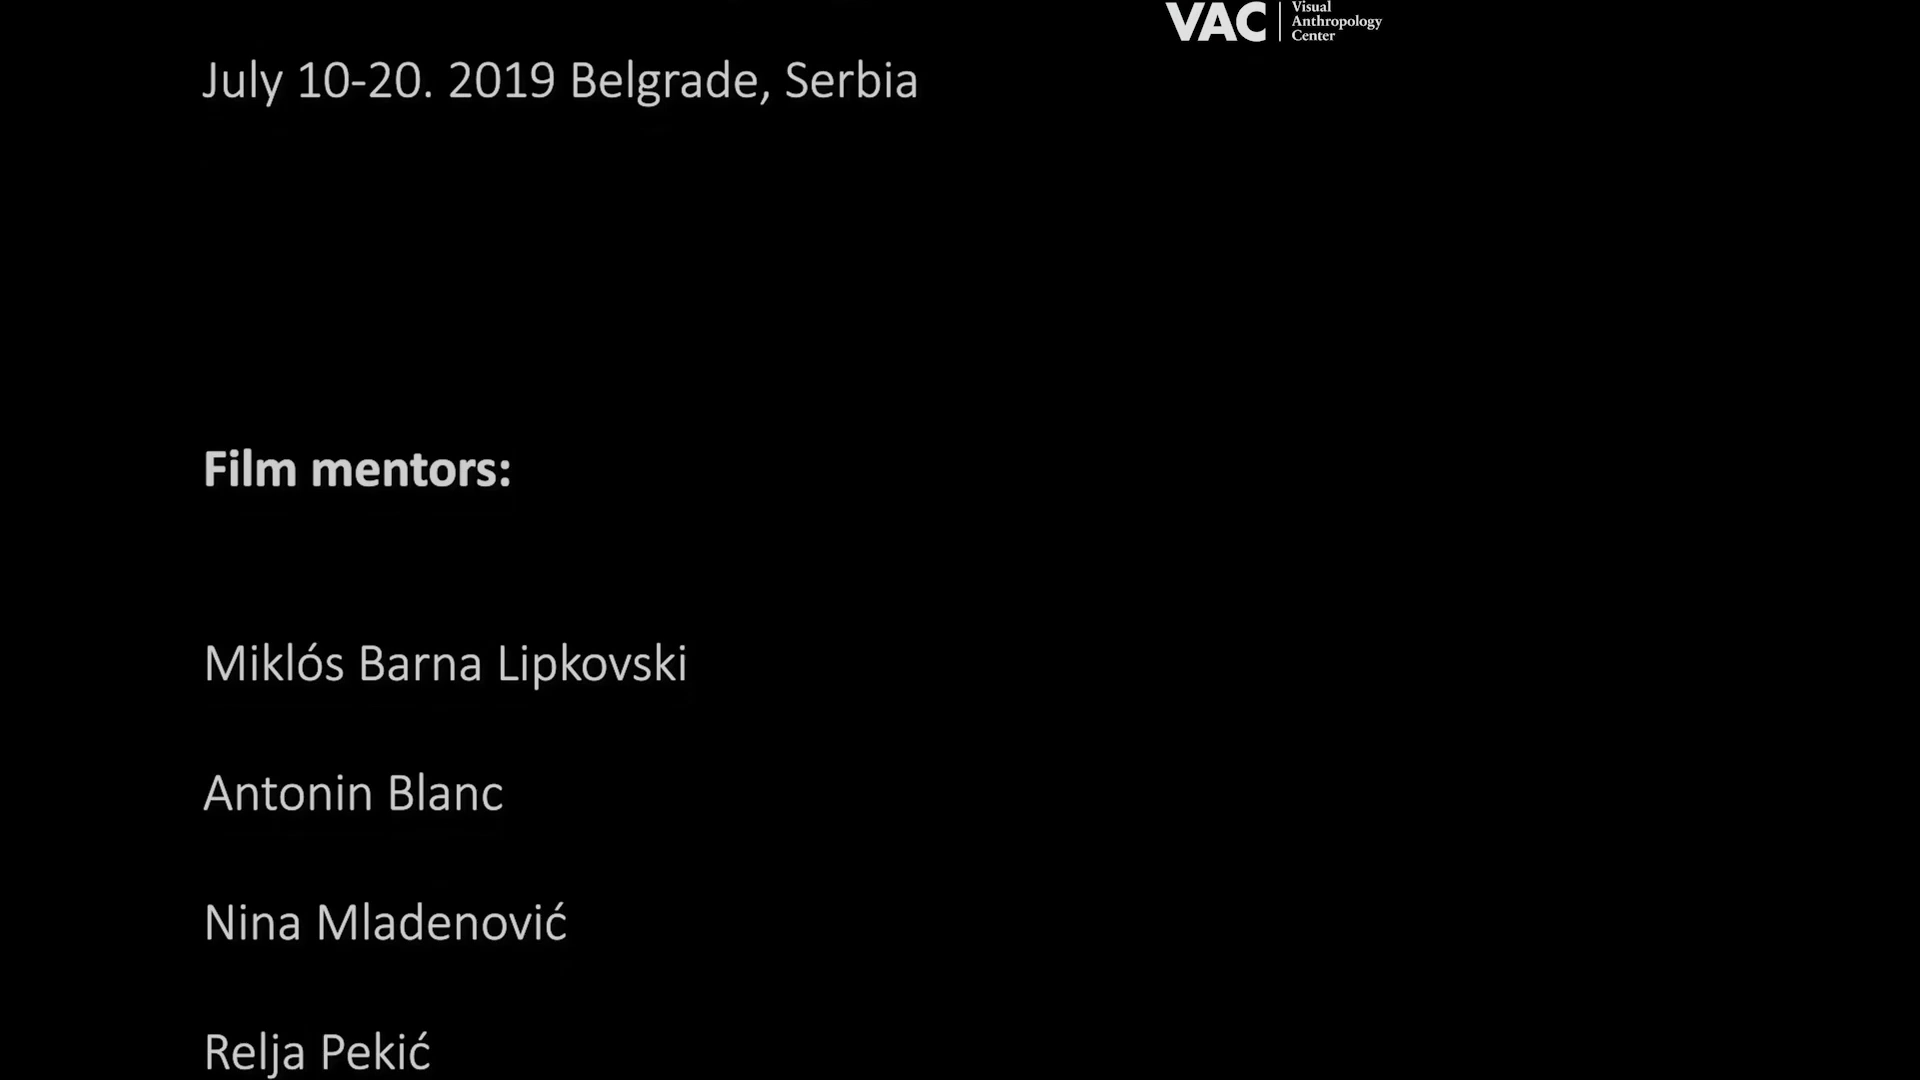 VAC
Visual
Anthropology
Center
July 10-20. 2019 Belgrade, Serbia
Film mentors:
Miklós Barna Lipkovski
Antonin Blanc
Nina Mladenović
Relja Pekić